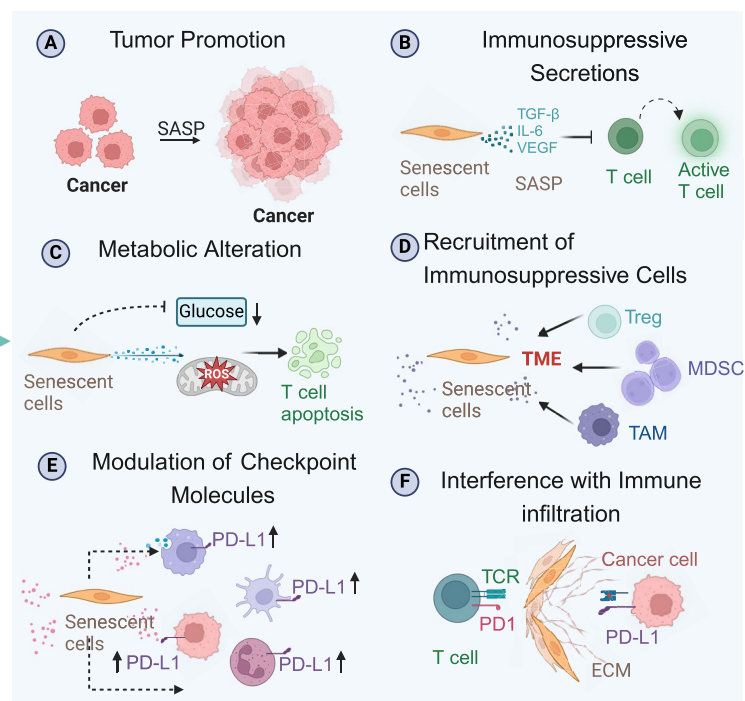 A
Tumor Promotion
SASP
Cancer
Cancer
B
Immunosuppressive
Secretions
TGF-β
IL-6
VEGF
Senescent
cells
SASP
T cell
Active
T cell
C
Metabolic Alteration
Glucose
ROS
Senescent
cells
T cell
apoptosis
D
Recruitment of
Immunosuppressive Cells
Treg
TME
MDSC
Senescent
cells
TAM
E
Modulation of Checkpoint
Molecules
PD-L1
PD-L1
Senescent
cells
PD-L1
PD-L1
F
Interference with Immune
infiltration
Cancer cell
TCR
PD1
PD-L1
T cell
ECM